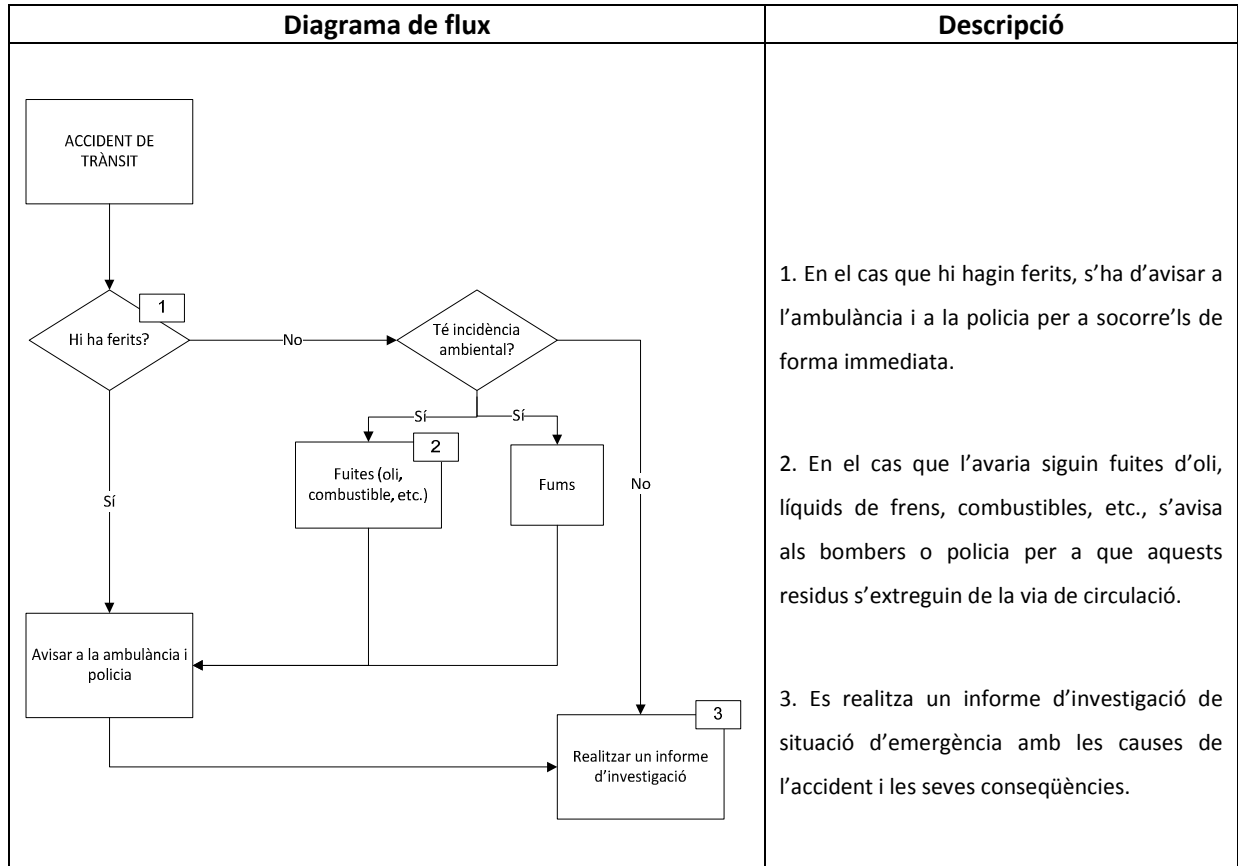 Diagrama de flux
Descripció
ACCIDENT DE
TRÀNSIT
1
Hi ha ferits?
No
Té incidència
ambiental?
Sí
Sí
2
Fuites (oli,
combustible, etc.)
Fums
No
Sí
Avisar a la ambulància i
policia
3
Realitzar un informe
d’investigació
1. En el cas que hi hagin ferits, s’ha d’avisar a
l’ambulància i a la policia per a socorre’ls de
forma immediata.
2. En el cas que l’avaria siguin fuites d’oli,
líquids de frens, combustibles, etc., s’avisa
als bombers o policia per a que aquests
residus s’extreguin de la via de circulació.
3. Es realitza un informe d’investigació de
situació d’emergència amb les causes de
l’accident i les seves conseqüències.